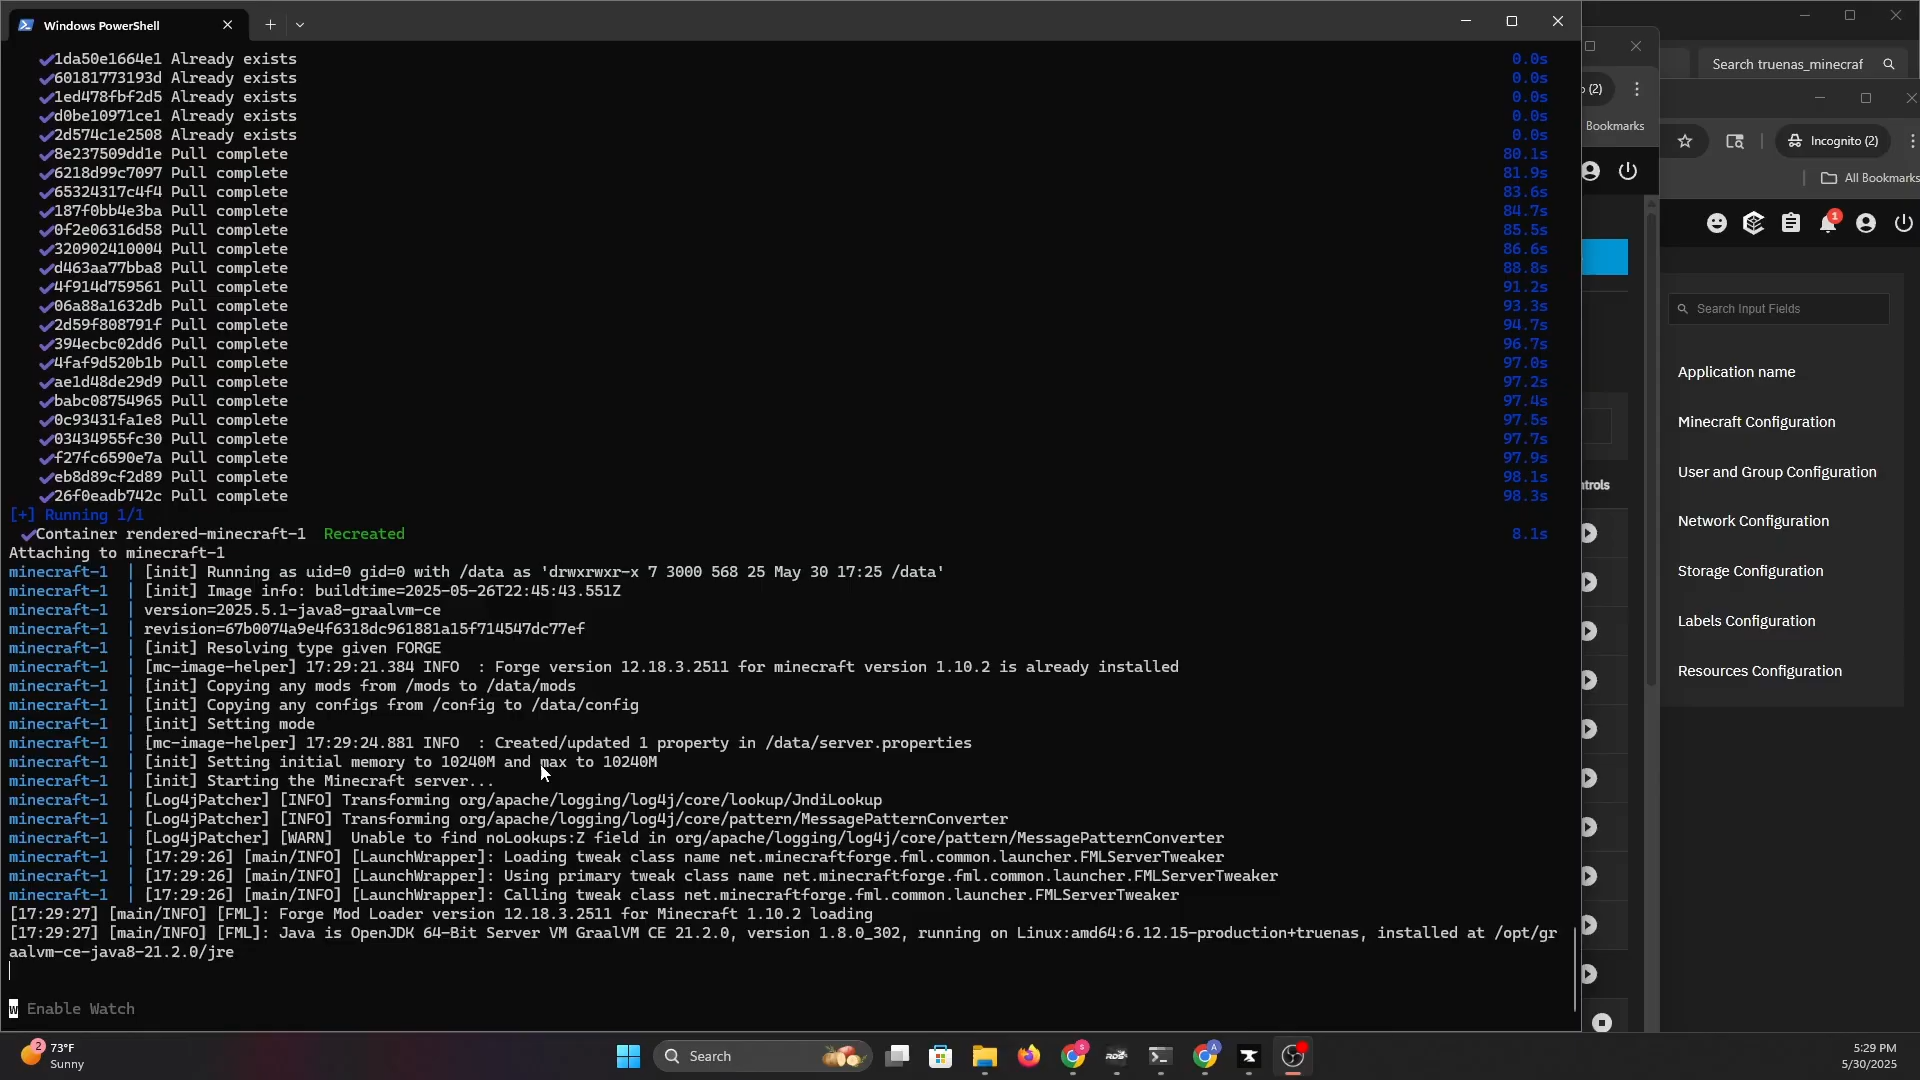 Windows PowerShell
1da50e1664e1 Already exists 0.0s
60181773193d Already exists 0.0s
1ed478fbf2d5 Already exists 0.0s
d0be10971ce1 Already exists 0.0s
2d574c1e2508 Already exists 0.0s
8e237509dd1e Pull complete 80.1s
6218d99c7097 Pull complete 81.9s
65324317c4f4 Pull complete 83.6s
187f0bb4e3ba Pull complete 84.7s
0f2e06316d58 Pull complete 85.5s
320902410004 Pull complete 86.6s
d463aa77bba8 Pull complete 88.8s
4f914d759561 Pull complete 91.2s
06a88a1632db Pull complete 93.3s
2d59f808791f Pull complete 94.7s
394ecbc02dd6 Pull complete 96.7s
4faf9d520b1b Pull complete 97.0s
ae1d48de29d9 Pull complete 97.2s
babc08754965 Pull complete 97.4s
0c93431fa1e8 Pull complete 97.5s
03434955fc30 Pull complete 97.7s
f27fc6590e7a Pull complete 97.9s
eb8d89cf2d89 Pull complete 98.1s
26f0eadb742c Pull complete 98.3s
[+] Running 1/1
Container rendered-minecraft-1 Recreated 8.1s
Attaching to minecraft-1
minecraft-1 | [init] Running as uid=0 gid=0 with /data as 'drwxrwxr-x 7 3000 568 25 May 30 17:25 /data'
minecraft-1 | [init] Image info: buildtime=2025-05-26T22:45:43.551Z
minecraft-1 | version=2025.5.1-java8-graalvm-ce
minecraft-1 | revision=67b0074a9e4f6318dc961881a15f714547dc77ef
minecraft-1 | [init] Resolving type given FORGE
minecraft-1 | [mc-image-helper] 17:29:21.384 INFO : Forge version 12.18.3.2511 for minecraft version 1.10.2 is already installed
minecraft-1 | [init] Copying any mods from /mods to /data/mods
minecraft-1 | [init] Copying any configs from /config to /data/config
minecraft-1 | [init] Setting mode
minecraft-1 | [mc-image-helper] 17:29:24.881 INFO : Created/updated 1 property in /data/server.properties
minecraft-1 | [init] Setting initial memory to 10240M and max to 10240M
minecraft-1 | [init] Starting the Minecraft server...
minecraft-1 | [Log4jPatcher] [INFO] Transforming org/apache/logging/log4j/core/lookup/JndiLookup
minecraft-1 | [Log4jPatcher] [INFO] Transforming org/apache/logging/log4j/core/pattern/MessagePatternConverter
minecraft-1 | [Log4jPatcher] [WARN] Unable to find noLookups:Z field in org/apache/logging/log4j/core/pattern/MessagePatternConverter
minecraft-1 | [17:29:26] [main/INFO] [LaunchWrapper]: Loading tweak class name net.minecraftforge.fml.common.launcher.FMLServerTweaker
minecraft-1 | [17:29:26] [main/INFO] [LaunchWrapper]: Using primary tweak class name net.minecraftforge.fml.common.launcher.FMLServerTweaker
minecraft-1 | [17:29:26] [main/INFO] [LaunchWrapper]: Calling tweak class net.minecraftforge.fml.common.launcher.FMLServerTweaker
[17:29:27] [main/INFO] [FML]: Forge Mod Loader version 12.18.3.2511 for Minecraft 1.10.2 loading
[17:29:27] [main/INFO] [FML]: Java is OpenJDK 64-Bit Server VM GraalVM CE 21.2.0, version 1.8.0_302, running on Linux:amd64:6.12.15-production+truenas, installed at /opt/gr
aalvm-ce-java8-21.2.0/jre
w Enable Watch
Search truenas_minecraf
(2)
Bookmarks
Incognito (2)
All Bookmarks
1
Search Input Fields
Application name
Minecraft Configuration
User and Group Configuration
ntrols
Network Configuration
Storage Configuration
Labels Configuration
Resources Configuration
2
73°F
Sunny
Search
S
RDS
A
5:29 PM
5/30/2025